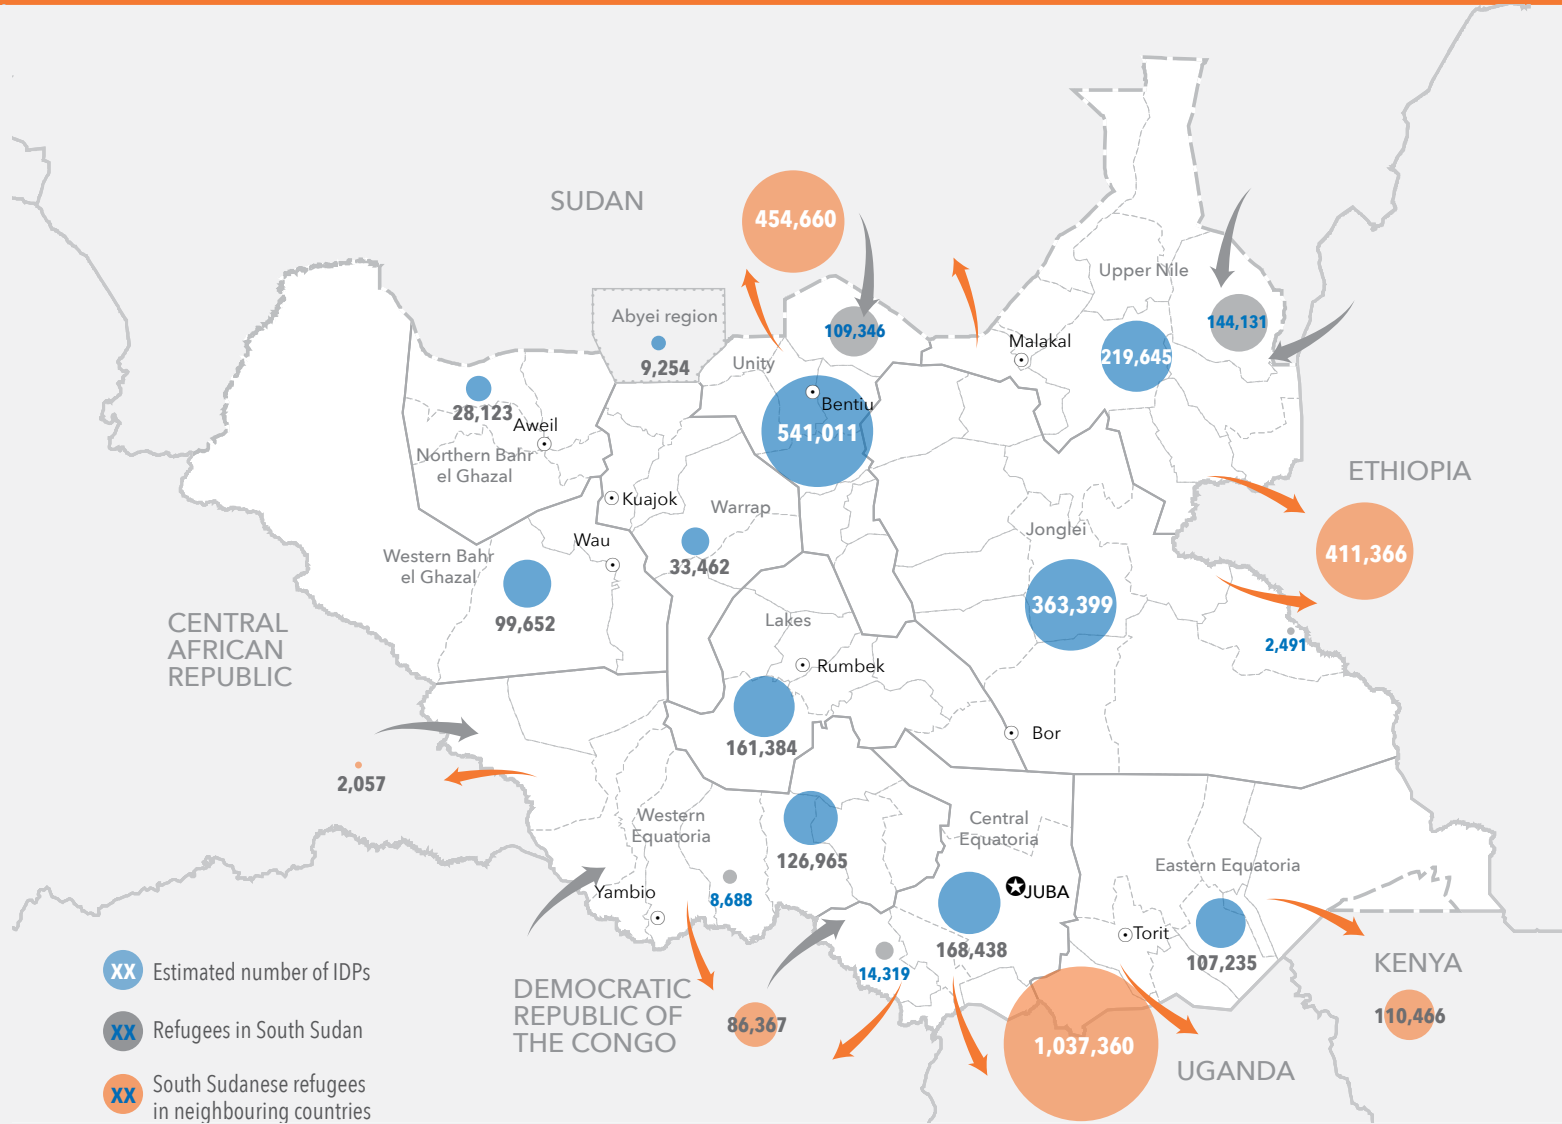 SUDAN
454,660
Upper Nile
Abyei region
9,254
109,346
144,131
Malakal
219,645
Unity
Bentiu
541,011
28,123
Aweil
Northern Bahr
el Ghazal
ETHIOPIA
411,366
Kuajok
Warrap
33,462
Jonglei
363,399
Wau
Western Bahr
el Ghazal
99,652
CENTRAL
AFRICAN
REPUBLIC
Lakes
Rumbek
161,384
2,491
Bor
2,057
Western
Equatoria
126,965
Central
Equatoria
Eastern Equatoria
Yambio
8,688
JUBA
168,438
Torit
107,235
14,319
KENYA
110,466
DEMOCRATIC
REPUBLIC OF
THE CONGO
86,367
1,037,360
UGANDA
XX Estimated number of IDPs
XX Refugees in South Sudan
XX South Sudanese refugees
in neighbouring countries